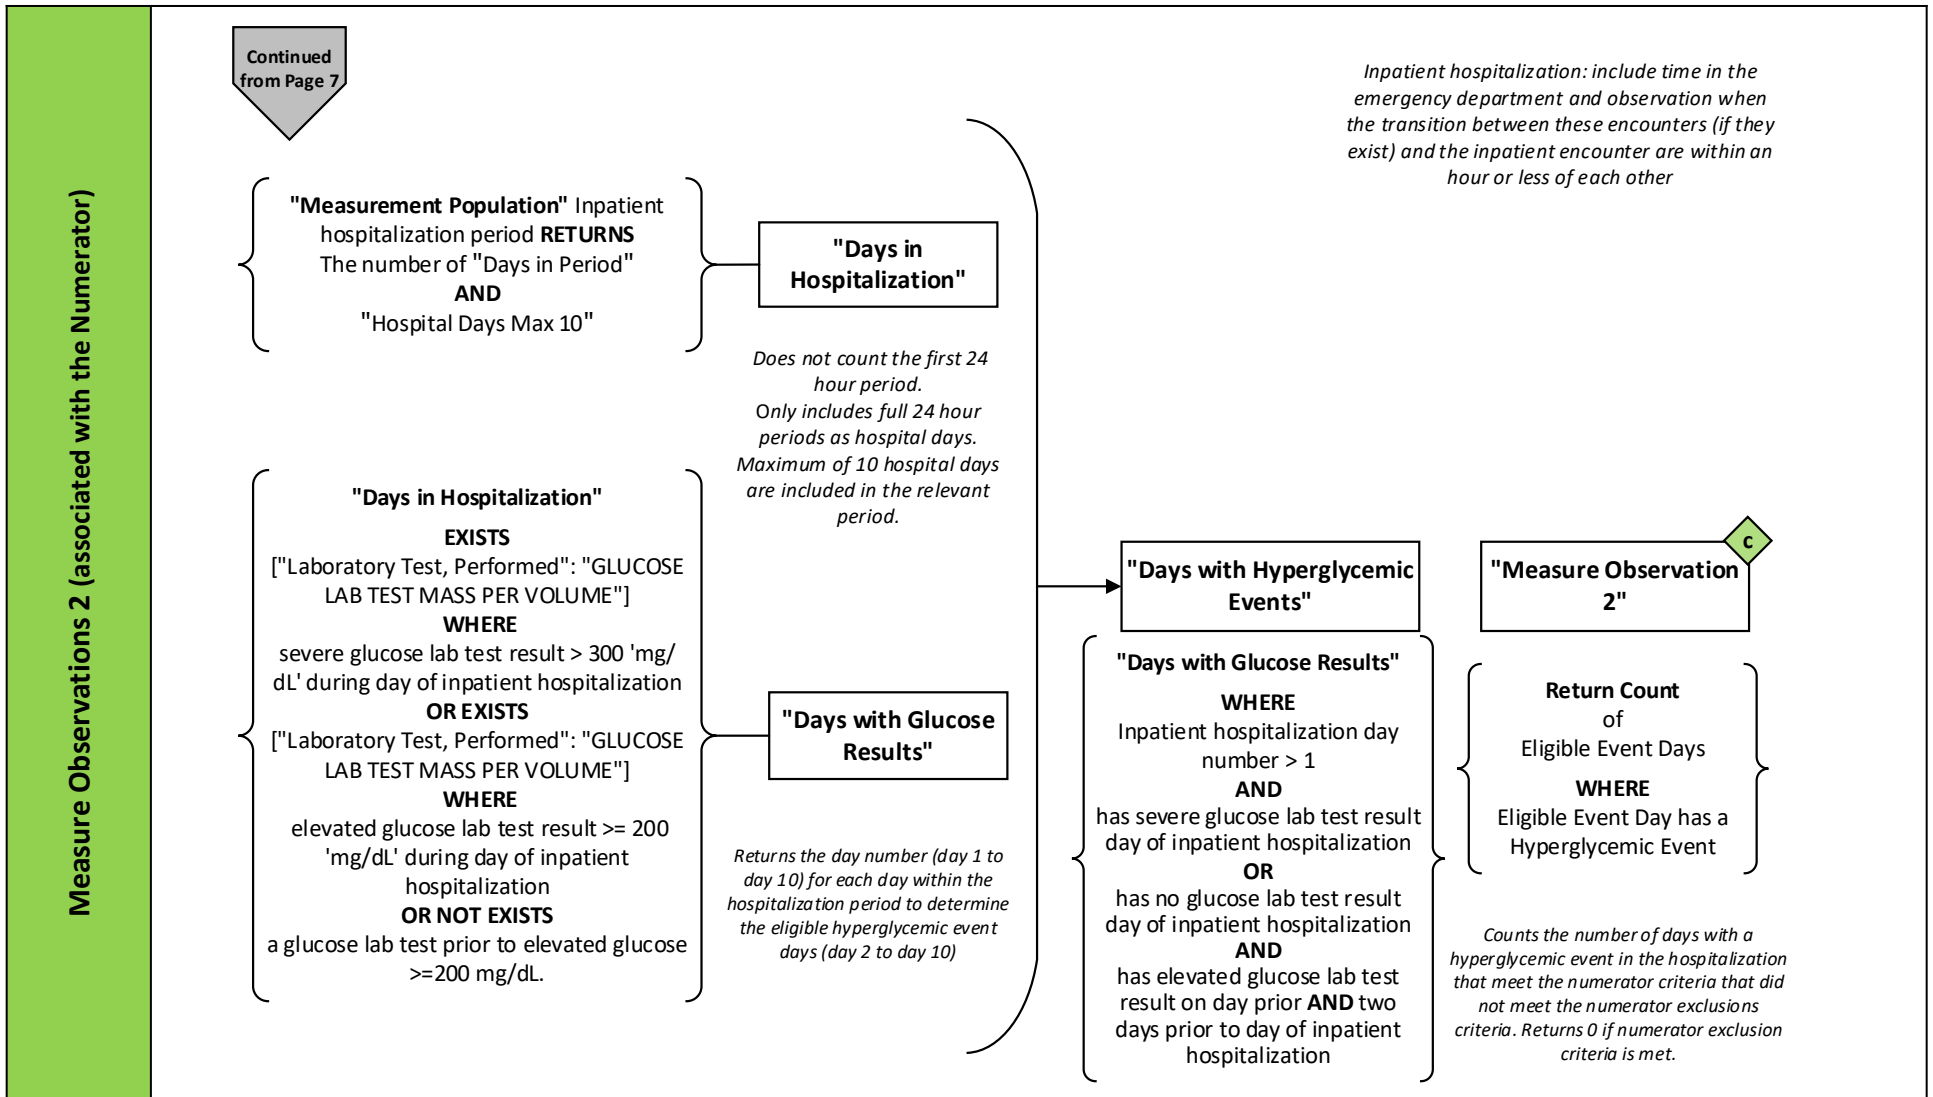 Measure Observations 2 (associated with the Numerator)
Continued
from Page 7
Inpatient hospitalization: include time in the
emergency department and observation when
the transition between these encounters (if they
exist) and the inpatient encounter are within an
hour or less of each other
"Measurement Population" Inpatient
hospitalization period RETURNS
The number of "Days in Period"
AND
"Hospital Days Max 10"
"Days in
Hospitalization"
Does not count the first 24
hour period.
Only includes full 24 hour
periods as hospital days.
Maximum of 10 hospital days
are included in the relevant
period.
"Days in Hospitalization"
EXISTS
["Laboratory Test, Performed": "GLUCOSE
LAB TEST MASS PER VOLUME"]
WHERE
severe glucose lab test result > 300 'mg/
dL' during day of inpatient hospitalization
OR EXISTS
["Laboratory Test, Performed": "GLUCOSE
LAB TEST MASS PER VOLUME"]
WHERE
elevated glucose lab test result >= 200
'mg/dL' during day of inpatient
hospitalization
OR NOT EXISTS
a glucose lab test prior to elevated glucose
>=200 mg/dL.
"Days with Glucose
Results"
Returns the day number (day 1 to
day 10) for each day within the
hospitalization period to determine
the eligible hyperglycemic event
days (day 2 to day 10)
"Days with Hyperglycemic
Events"
"Days with Glucose Results"
WHERE
Inpatient hospitalization day
number > 1
AND
has severe glucose lab test result
day of inpatient hospitalization
OR
has no glucose lab test result
day of inpatient hospitalization
AND
has elevated glucose lab test
result on day prior AND two
days prior to day of inpatient
hospitalization
c
"Measure Observation
2"
Return Count
of
Eligible Event Days
WHERE
Eligible Event Day has a
Hyperglycemic Event
Counts the number of days with a
hyperglycemic event in the hospitalization
that meet the numerator criteria that did
not meet the numerator exclusions
criteria. Returns 0 if numerator exclusion
criteria is met.